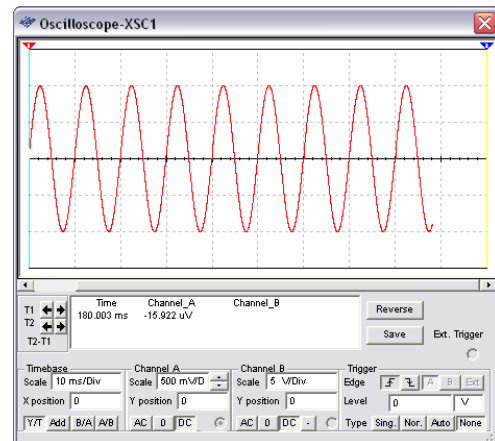 Oscilloscope-XSC1
1 2
T1 Time Channel_A Channel_B Reverse
T2 180.003 ms -15.922 uV
T2-T1 Save Ext. Trigger
Timebase Channel A Channel B Trigger
Scale 10 ms/Div Scale 500 mV/D Scale 5 V/Div Edge A B Ext
X position 0 Y position 0 Y position 0 Level 0 V
Y/T Add B/A A/B AC 0 DC AC 0 DC - Type Sing. Nor. Auto None